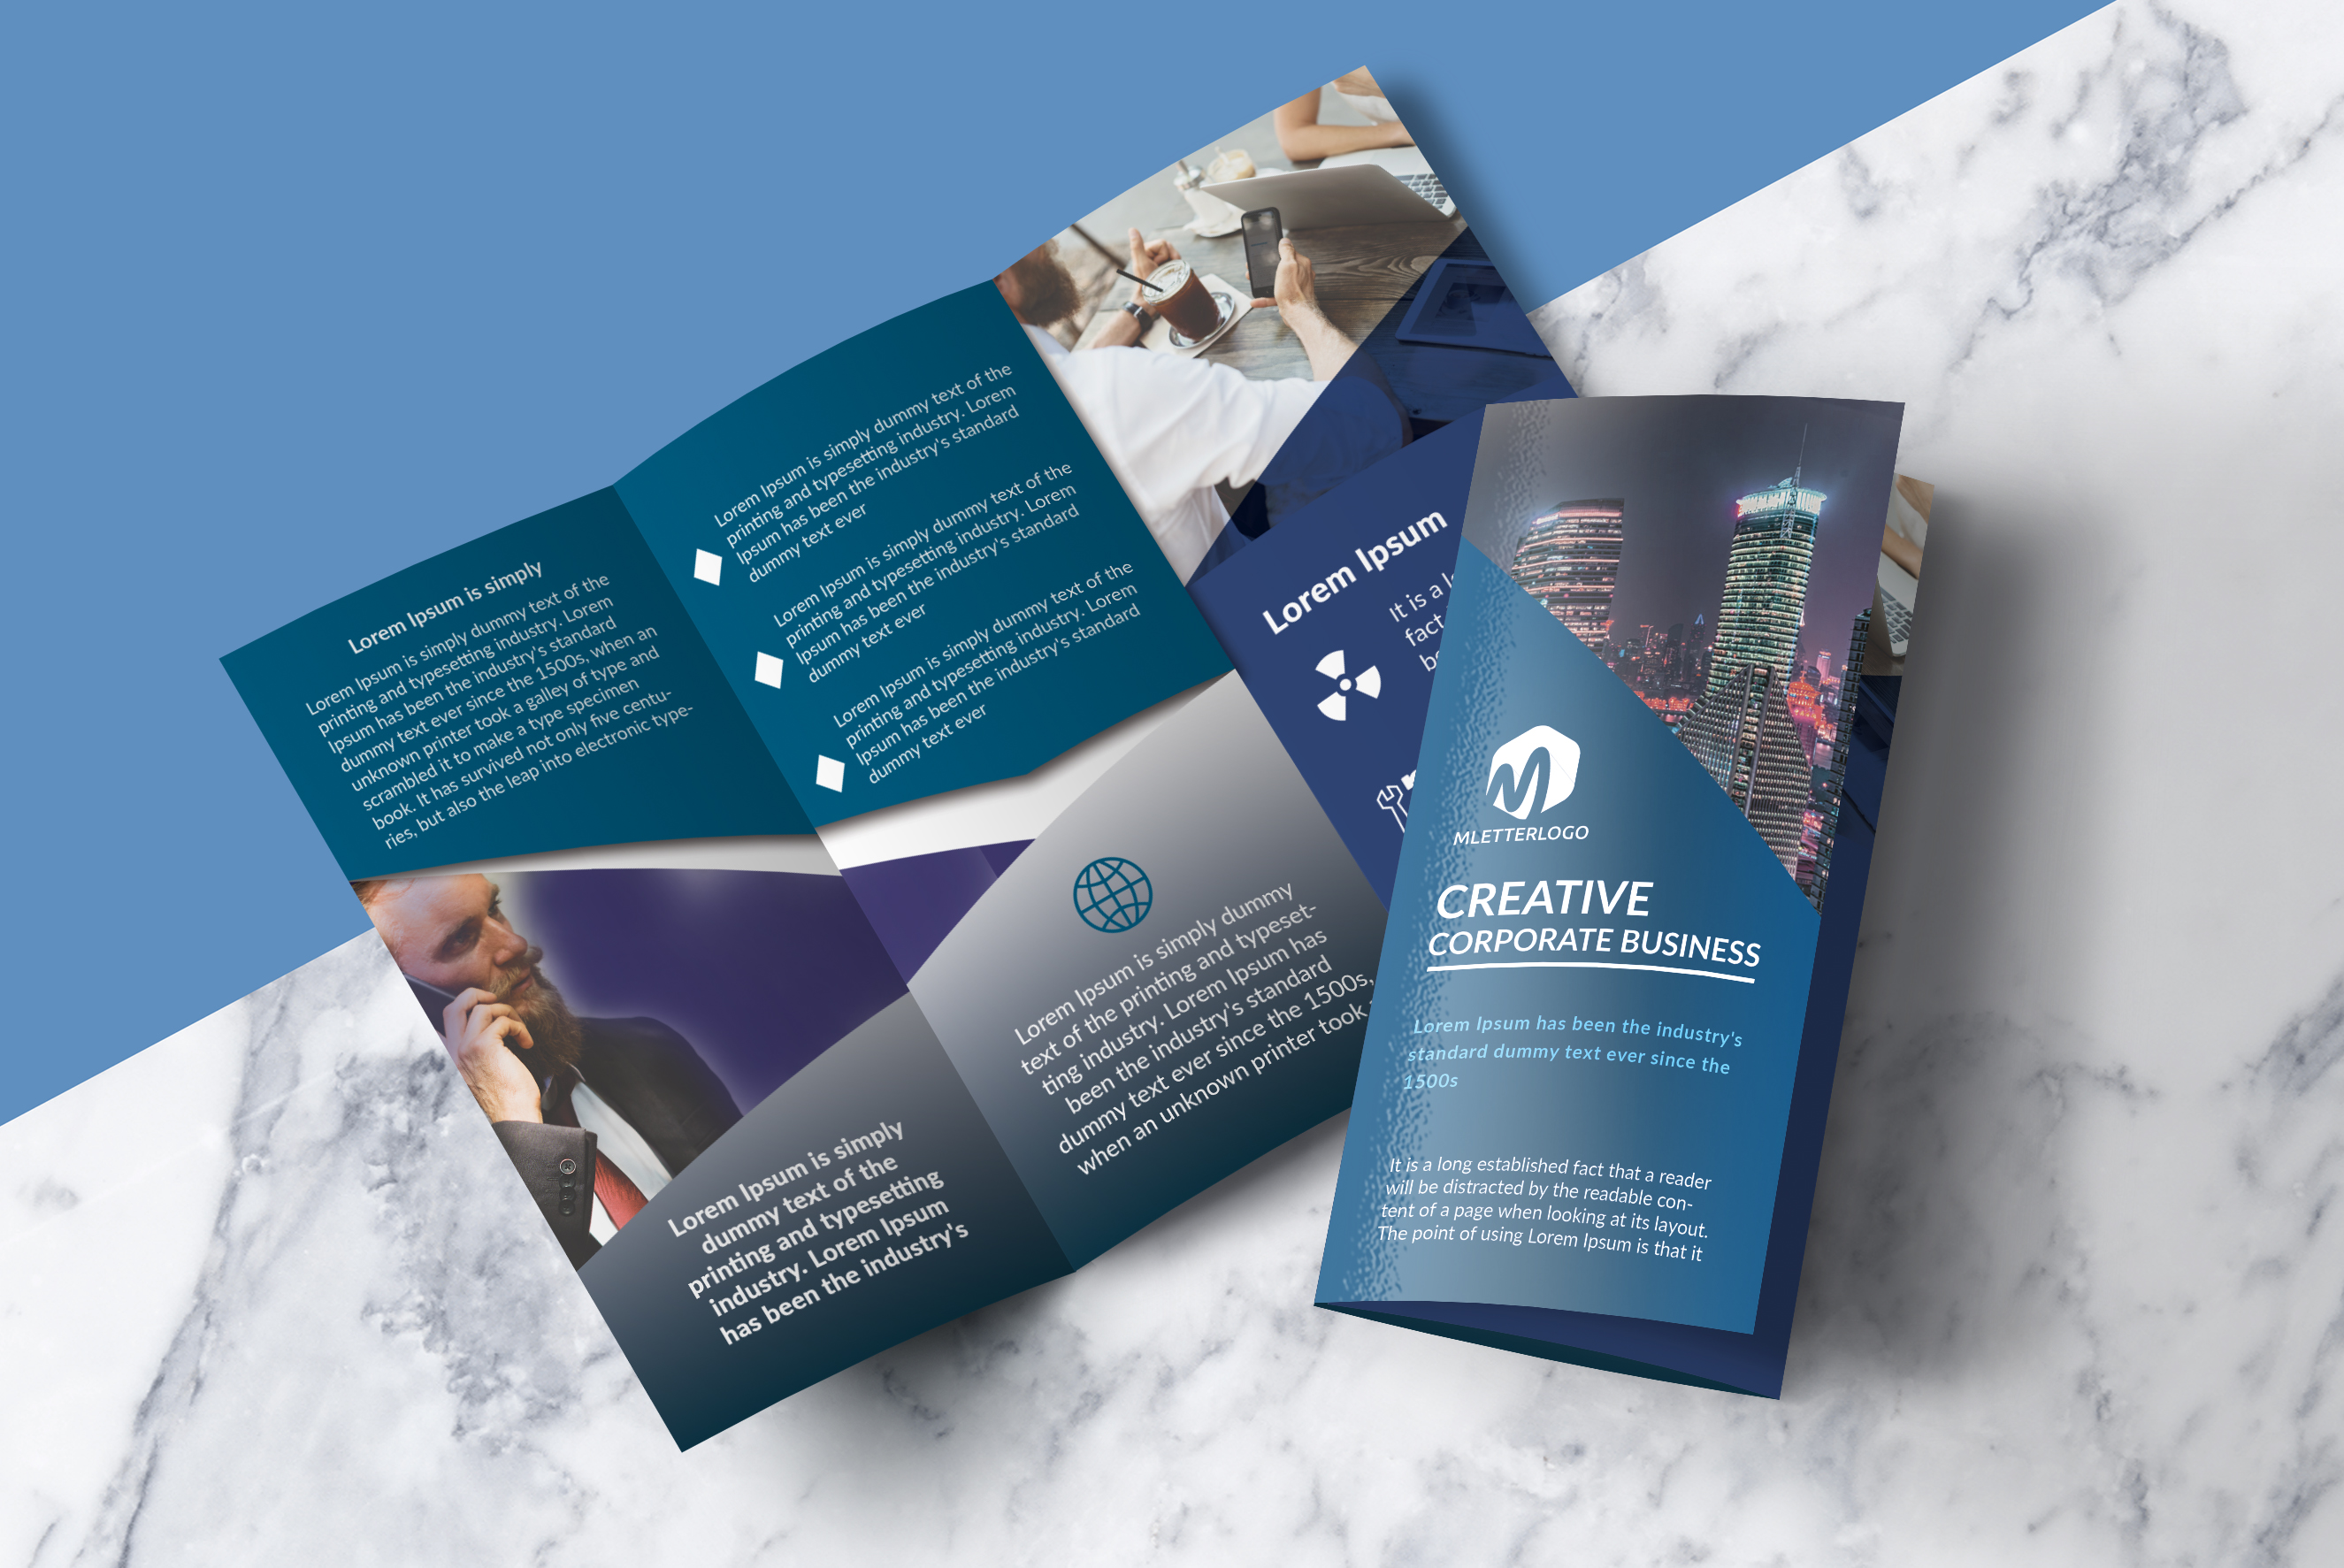 Lorem Ipsum is simply
Lorem Ipsum is simply dummy text of the
printing and typesetting industry. Lorem
Ipsum has been the industry's standard
dummy text ever since the 1500s, when an
unknown printer took a galley of type and
scrambled it to make a type specimen
book. It has survived not only five centu-
ries, but also the leap into electronic type-
Lorem Ipsum is simply
dummy text of the
printing and typesetting
industry. Lorem Ipsum
has been the industry's
Lorem Ipsum is simply dummy text of the
printing and typesetting industry. Lorem
Ipsum has been the industry's standard
dummy text ever
Lorem Ipsum is simply dummy text of the
printing and typesetting industry. Lorem
Ipsum has been the industry's standard
dummy text ever
Lorem Ipsum is simply dummy text of the
printing and typesetting industry. Lorem
Ipsum has been the industry's standard
dummy text ever
Lorem Ipsum is simply dummy
text of the printing and typeset-
ting industry. Lorem Ipsum has
been the industry's standard
dummy text ever since the 1500s,
when an unknown printer took
Lorem Ipsum
It is a
fact
MLETTERLOGO
CREATIVE
CORPORATE BUSINESS
Lorem Ipsum has been the industry's
standard dummy text ever since the
1500s
It is a long established fact that a reader
will be distracted by the readable con-
tent of a page when looking at its layout.
The point of using Lorem Ipsum is that it